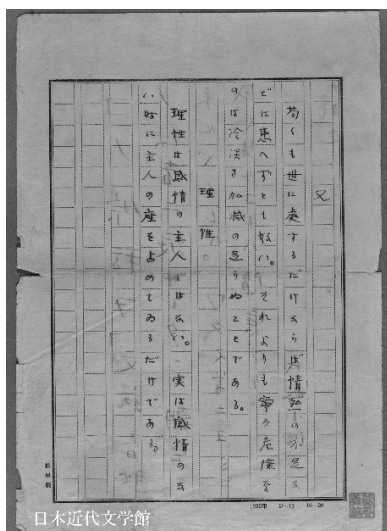 又
苟くも世に処するだけならば情熱の不足な
どは患へずとも好い。それよりも寧ろ危険な
のは冷淡さ加減の足りぬことである。
理性
理性は感情の主人ではない。実は感情のな
い時に主人の座を占めてゐるだけである。
日本近代文学館